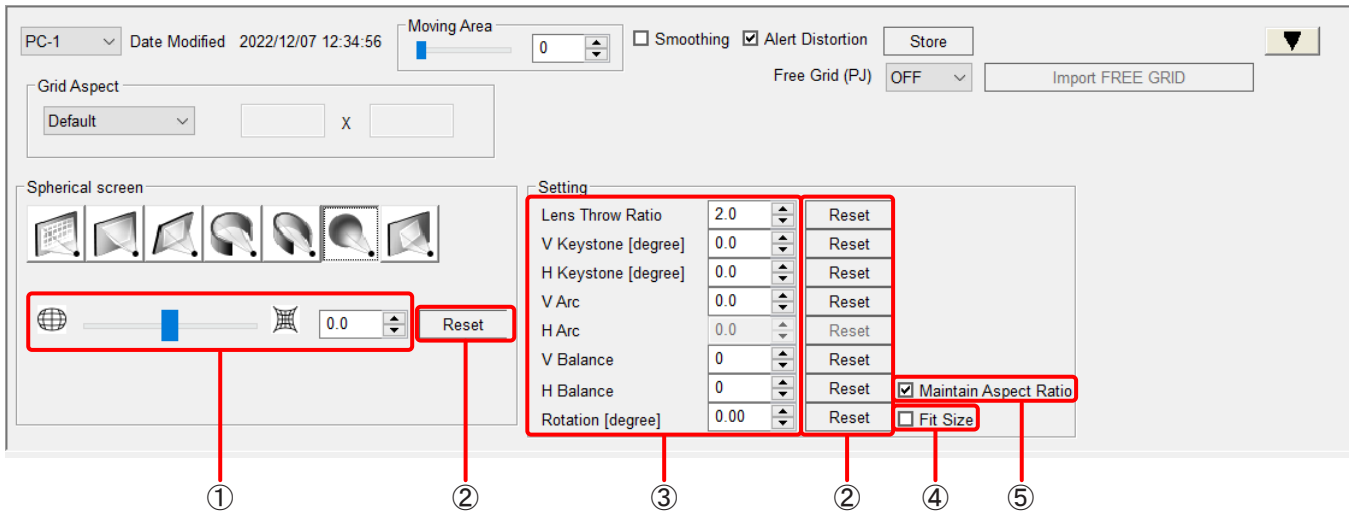 PC-1 Date Modified 2022/12/07 12:34:56 Moving Area 0 Smoothing Alert Distortion Store
Free Grid (PJ) OFF Import FREE GRID
Grid Aspect
Default X
Spherical screen
0.0 Reset
Setting
Lens Throw Ratio 2.0 Reset
V Keystone [degree] 0.0 Reset
H Keystone [degree] 0.0 Reset
V Arc 0.0 Reset
H Arc 0.0 Reset
V Balance 0 Reset
H Balance 0 Reset Maintain Aspect Ratio
Rotation [degree] 0.00 Reset Fit Size
① ② ③ ② ④ ⑤